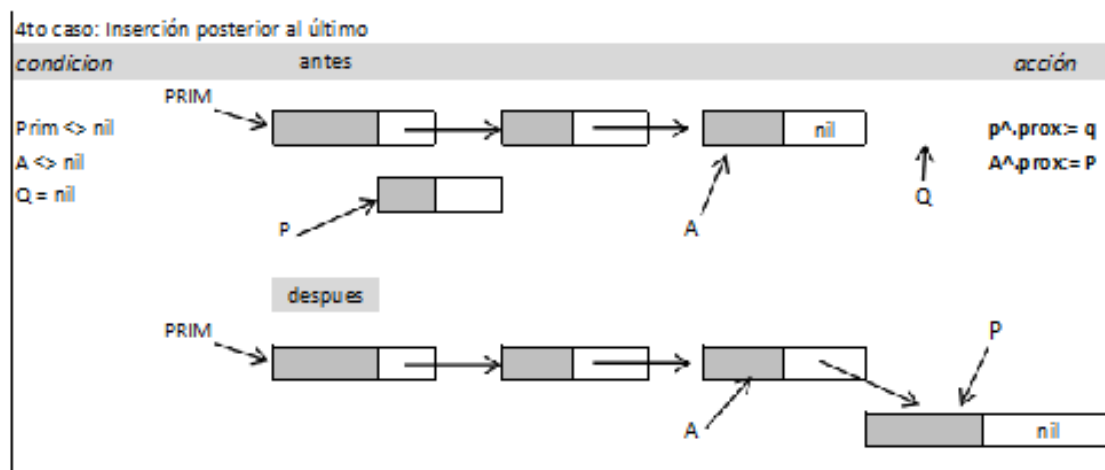 4to caso: Inserción posterior al último
condicion antes acción
PRIM
Prim <> nil nil p^.prox:= q
A <> nil A^.prox:= P
Q = nil Q
P A
despues
PRIM P
A
nil